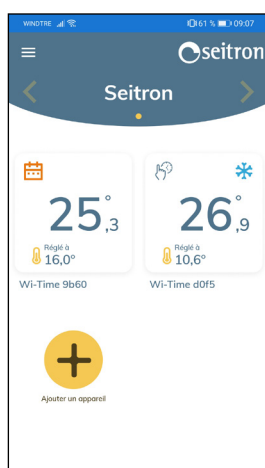 WINDTRE 61 % 09:07
seitron
Seitron
25°,3
Réglé à
16,0°
Wi-Time 9b60
26°,9
Réglé à
10,6°
Wi-Time d0f5
Ajouter un appareil